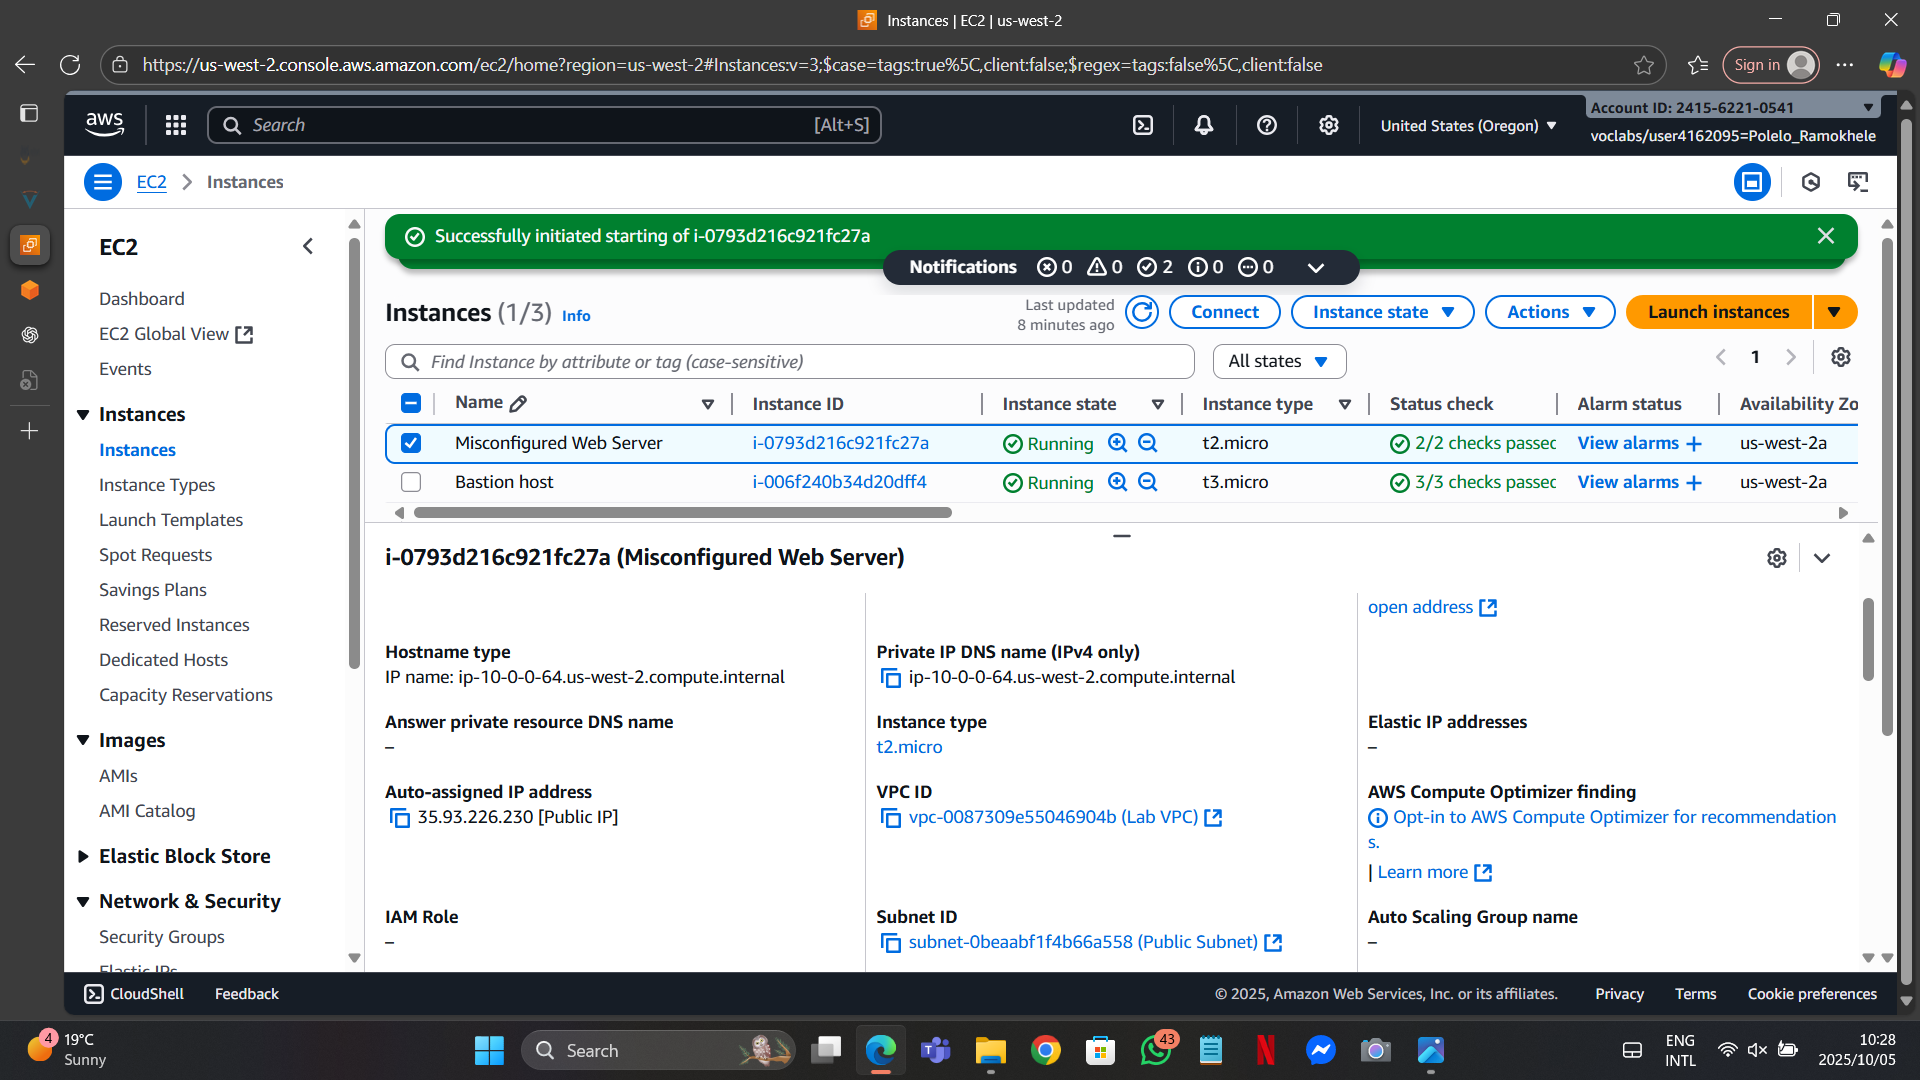 Instances | EC2 | us-west-2
https://us-west-2.console.aws.amazon.com/ec2/home?region=us-west-2#Instances:v=3;$case=tags:true%5C,client:false;$regex=tags:false%5C,client:false
Sign in
aws
Search
[Alt+S]
United States (Oregon)
Account ID: 2415-6221-0541
voclabs/user4162095=Polelo_Ramokhele
EC2 > Instances
EC2
Dashboard
EC2 Global View
Events
Instances
Instances
Instance Types
Launch Templates
Spot Requests
Savings Plans
Reserved Instances
Dedicated Hosts
Capacity Reservations
Images
AMIs
AMI Catalog
Elastic Block Store
Network & Security
Security Groups
Elastic IPs
Successfully initiated starting of i-0793d216c921fc27a
Notifications 0 0 2 0 0
Instances (1/3) Info
Last updated
8 minutes ago
Connect
Instance state
Actions
Launch instances
Find Instance by attribute or tag (case-sensitive)
All states
1
Name Instance ID Instance state Instance type Status check Alarm status Availability Zo
Misconfigured Web Server i-0793d216c921fc27a Running t2.micro 2/2 checks passec View alarms + us-west-2a
Bastion host i-006f240b34d20dff4 Running t3.micro 3/3 checks passec View alarms + us-west-2a
i-0793d216c921fc27a (Misconfigured Web Server)
open address
Hostname type
IP name: ip-10-0-0-64.us-west-2.compute.internal
Private IP DNS name (IPv4 only)
ip-10-0-0-64.us-west-2.compute.internal
Answer private resource DNS name
–
Instance type
t2.micro
Elastic IP addresses
–
Auto-assigned IP address
35.93.226.230 [Public IP]
VPC ID
vpc-0087309e55046904b (Lab VPC)
AWS Compute Optimizer finding
Opt-in to AWS Compute Optimizer for recommendation
s.
| Learn more
IAM Role
–
Subnet ID
subnet-0beaabf1f4b66a558 (Public Subnet)
Auto Scaling Group name
–
CloudShell
Feedback
© 2025, Amazon Web Services, Inc. or its affiliates.
Privacy
Terms
Cookie preferences
4
19°C
Sunny
Search
43
ENG
INTL
10:28
2025/10/05